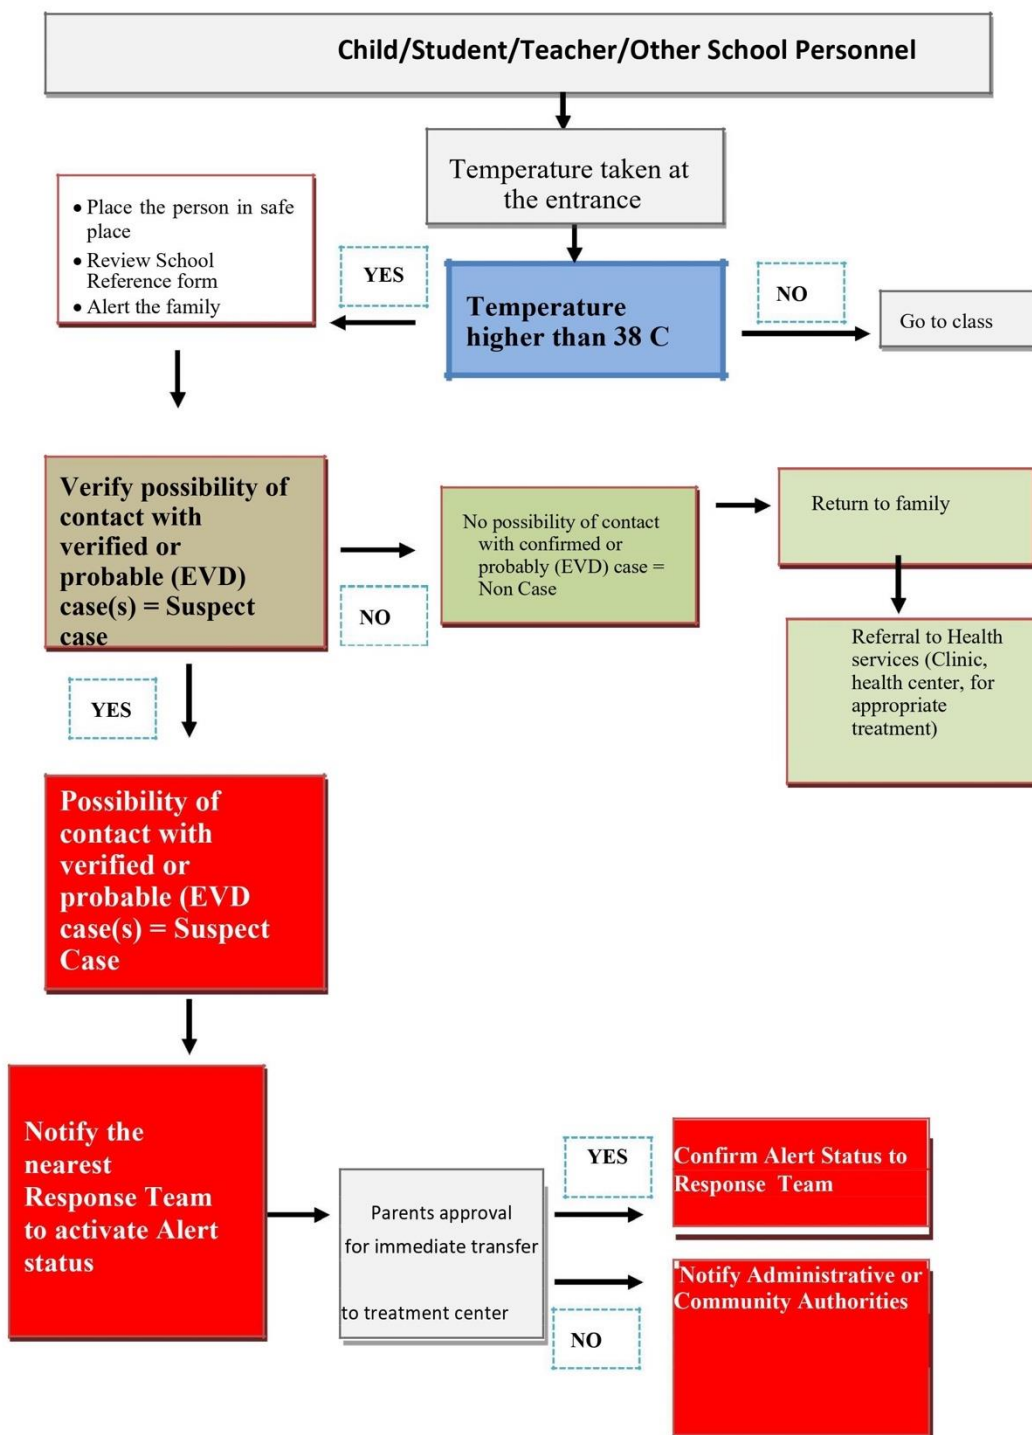 Child/Student/Teacher/Other School Personnel
Temperature taken at
the entrance
• Place the person in safe
place
• Review School
Reference form
• Alert the family
YES
Temperature
higher than 38 C
NO
Go to class
Verify possibility of
contact with
verified or
probable (EVD)
case(s) = Suspect
case
NO
No possibility of contact
with confirmed or
probably (EVD) case =
Non Case
Return to family
Referral to Health
services (Clinic,
health center, for
appropriate
treatment)
YES
Possibility of
contact with
verified or
probable (EVD
case(s) = Suspect
Case
Notify the
nearest
Response Team
to activate Alert
status
Parents approval
for immediate transfer
to treatment center
YES
Confirm Alert Status to
Response Team
NO
Notify Administrative or
Community Authorities